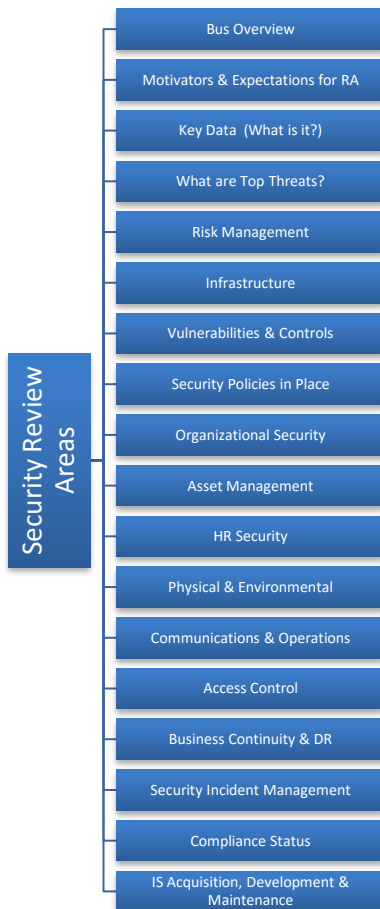 Security Review
Areas
Bus Overview
Motivators & Expectations for RA
Key Data (What is it?)
What are Top Threats?
Risk Management
Infrastructure
Vulnerabilities & Controls
Security Policies in Place
Organizational Security
Asset Management
HR Security
Physical & Environmental
Communications & Operations
Access Control
Business Continuity & DR
Security Incident Management
Compliance Status
IS Acquisition, Development &
Maintenance